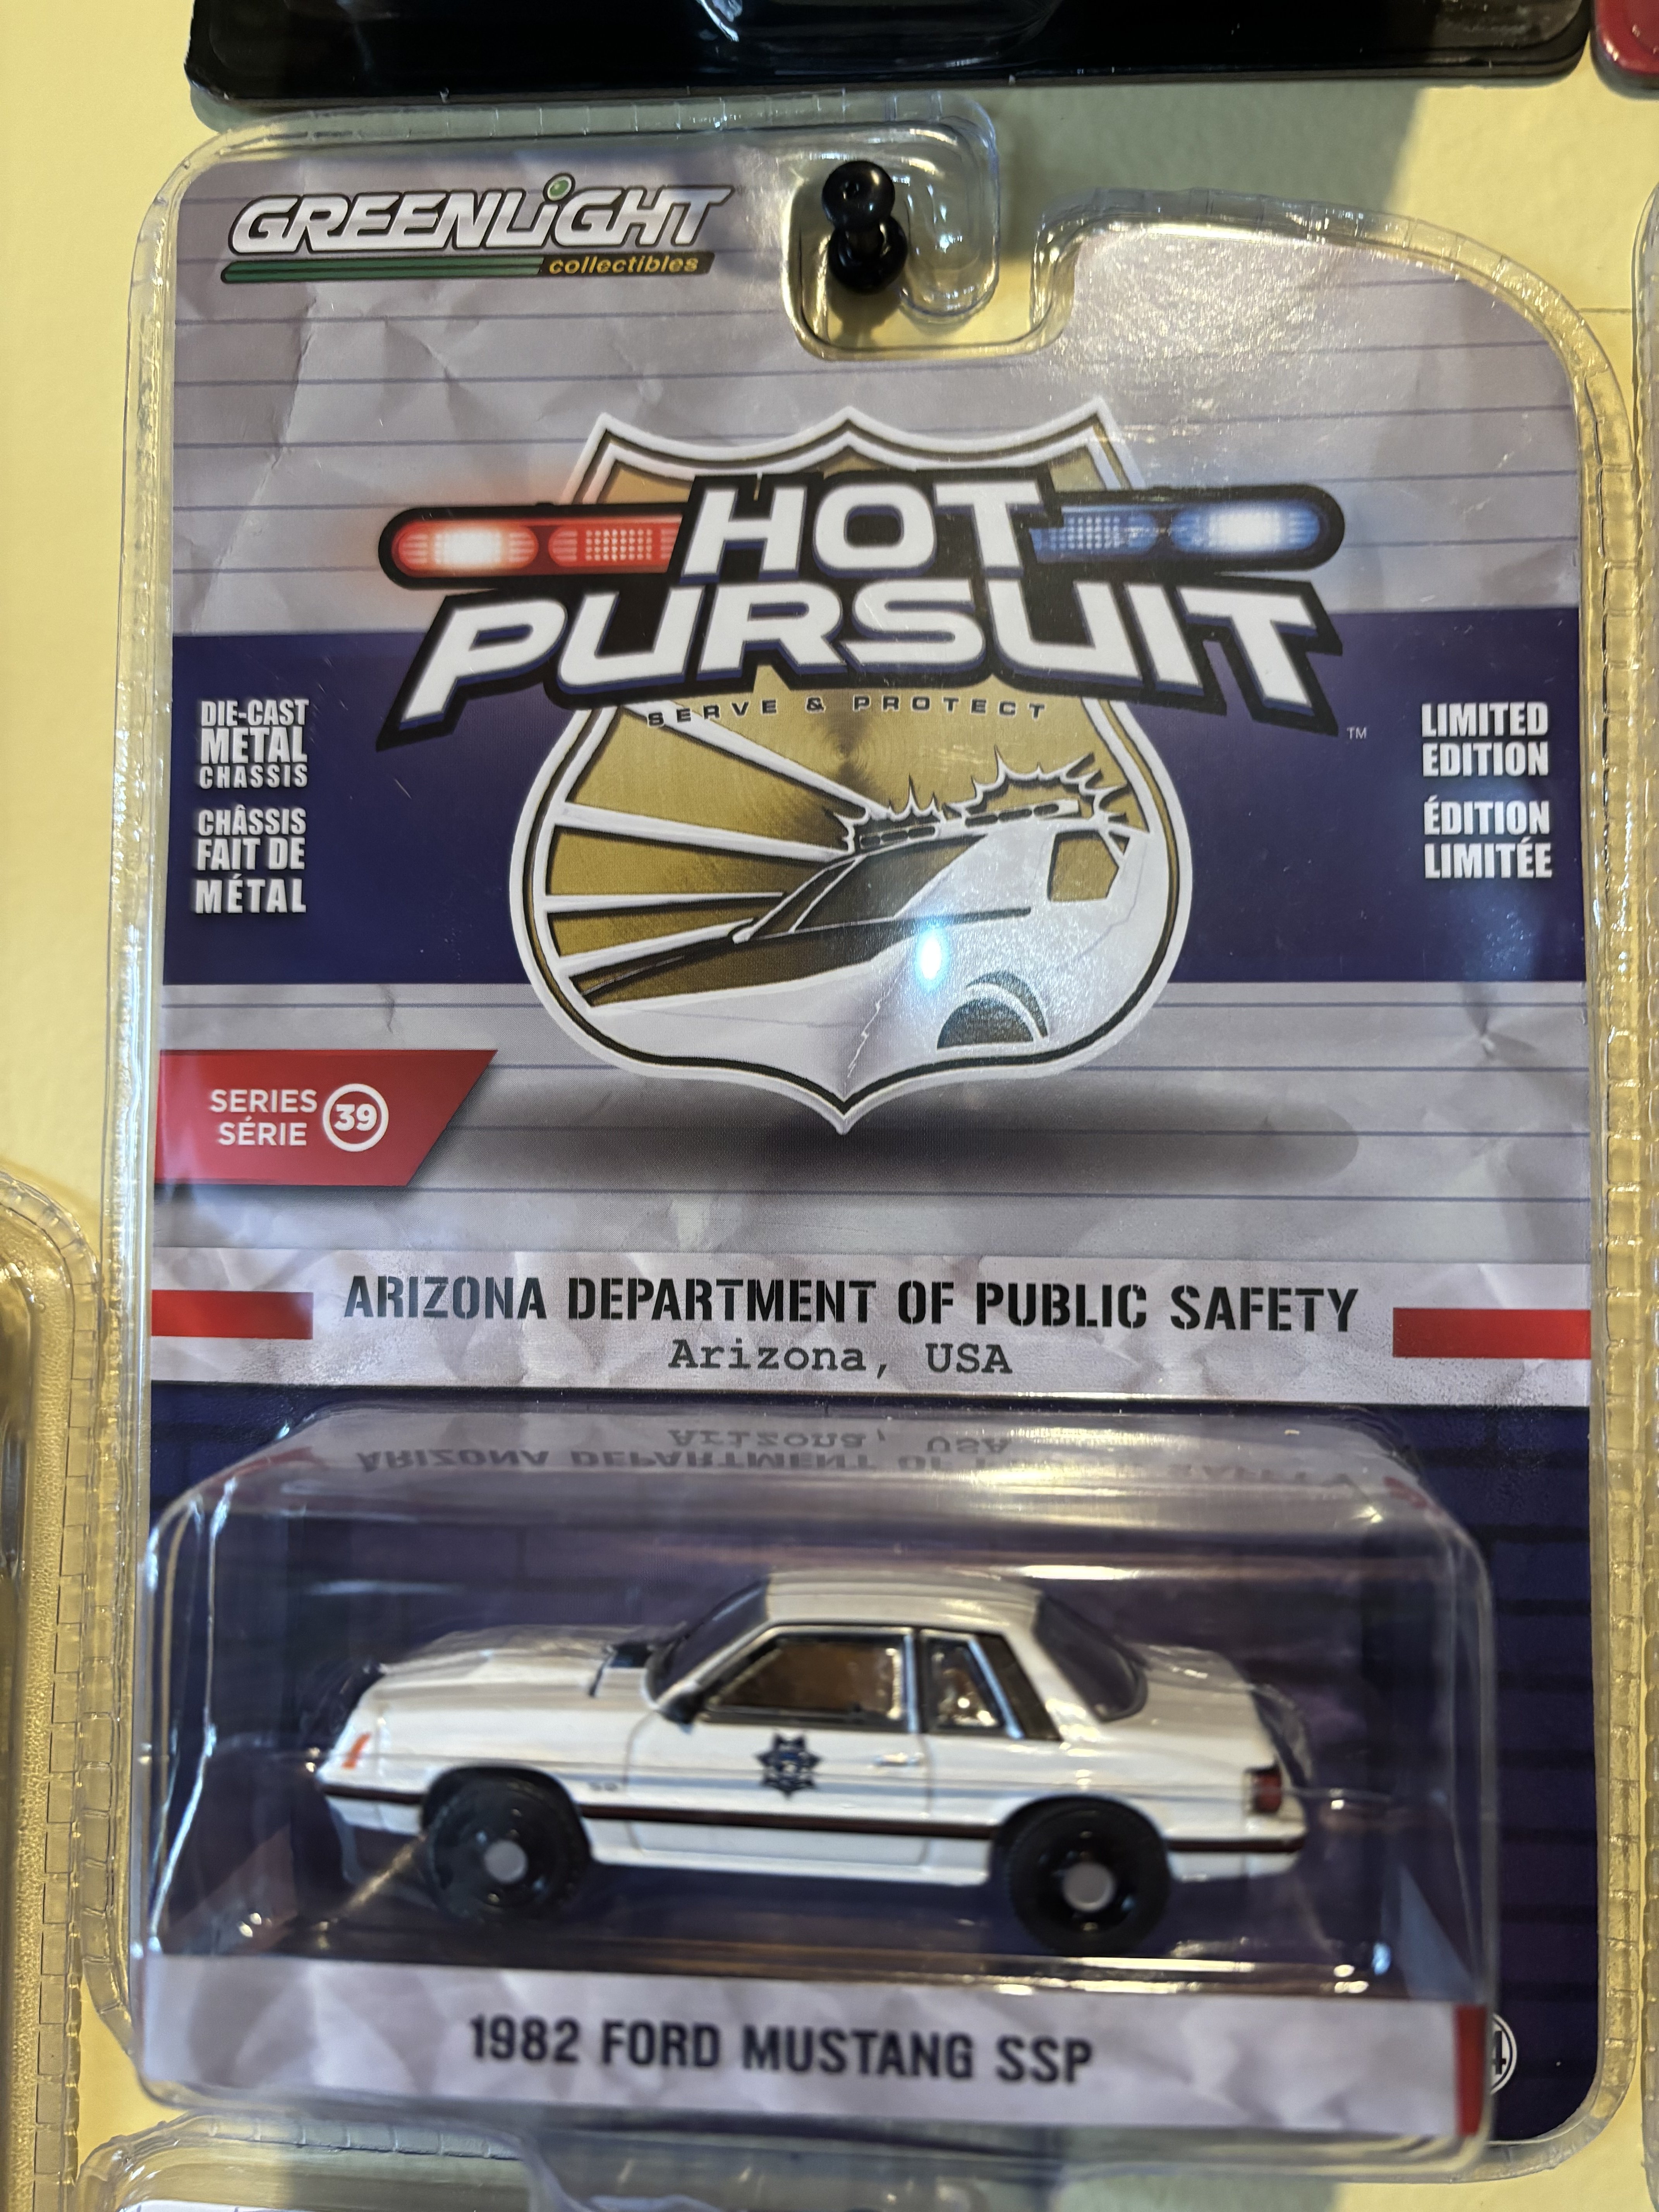 GREENLiGHT
collectibles
HOT
PURSUIT
SERVE & PROTECT
TM
DIE-CAST
METAL
CHASSIS
CHÂSSIS
FAIT DE
MÉTAL
LIMITED
EDITION
ÉDITION
LIMITÉE
SERIES
SÉRIE
39
ARIZONA DEPARTMENT OF PUBLIC SAFETY
Arizona, USA
1982 FORD MUSTANG SSP